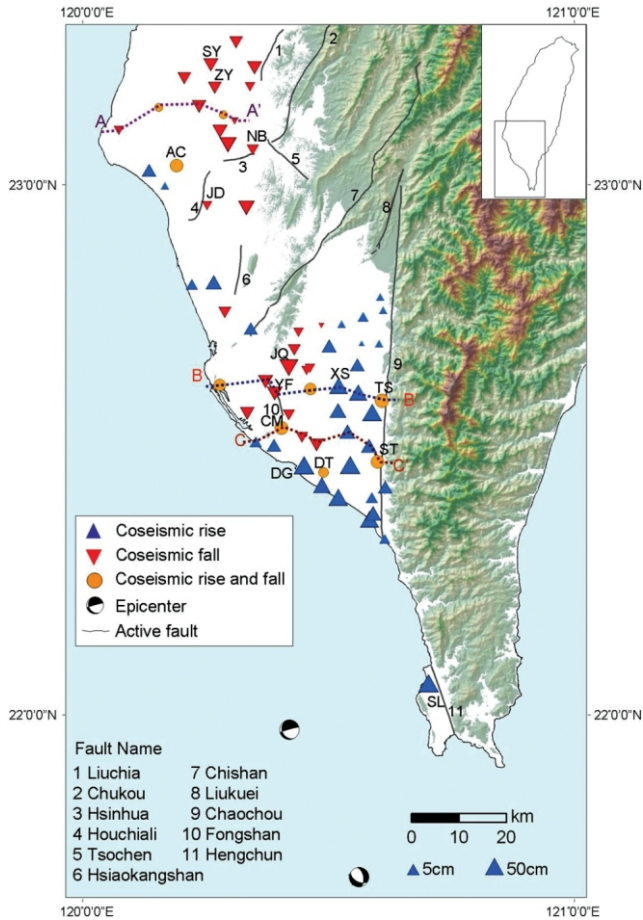 120°0'0"E
121°0'0"E
SY
ZY
1
2
A
A'
NB
AC
3
5
23°0'0"N
23°0'0"N
JD
4
7
8
6
JQ
9
XS
B
YF
TS
B'
10
CM
C
ST
C'
DG
DT
Coseismic rise
Coseismic fall
Coseismic rise and fall
Epicenter
Active fault
SL
11
22°0'0"N
22°0'0"N
Fault Name
1 Liuchia
7 Chishan
2 Chukou
8 Liukuei
3 Hsinhua
9 Chaochou
4 Houchiali
10 Fongshan
5 Tsochen
11 Hengchun
6 Hsiaokangshan
km
0 10 20
5cm
50cm
120°0'0"E
121°0'0"E